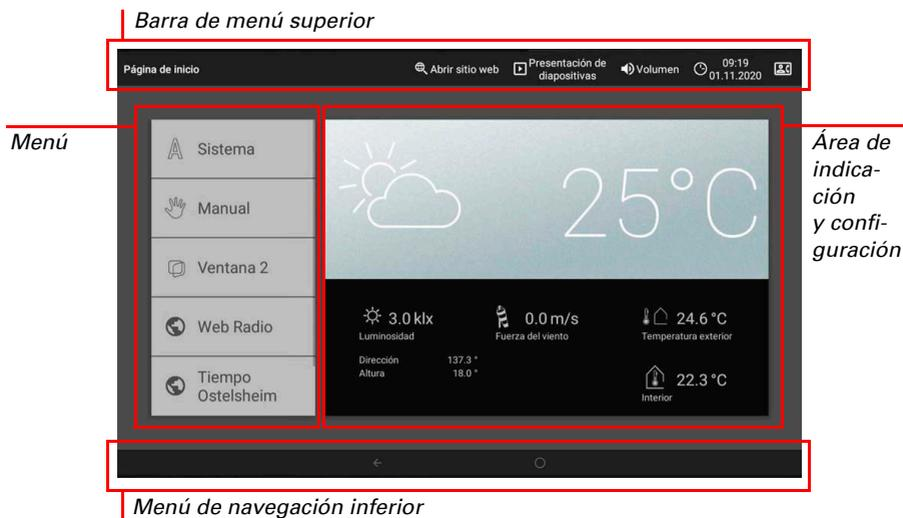 Barra de menú superior
Página de inicio
Abrir sitio web
Presentación de
diapositivas
Volumen
09:19
01.11.2020
Menú
Sistema
Manual
Ventana 2
Web Radio
Tiempo
Ostelsheim
25°C
3.0 klx
Luminosidad
Dirección 137.3 °
Altura 18.0 °
0.0 m/s
Fuerza del viento
24.6 °C
Temperatura exterior
22.3 °C
Interior
Área de
indica-
ción
y confi-
guración
Menú de navegación inferior